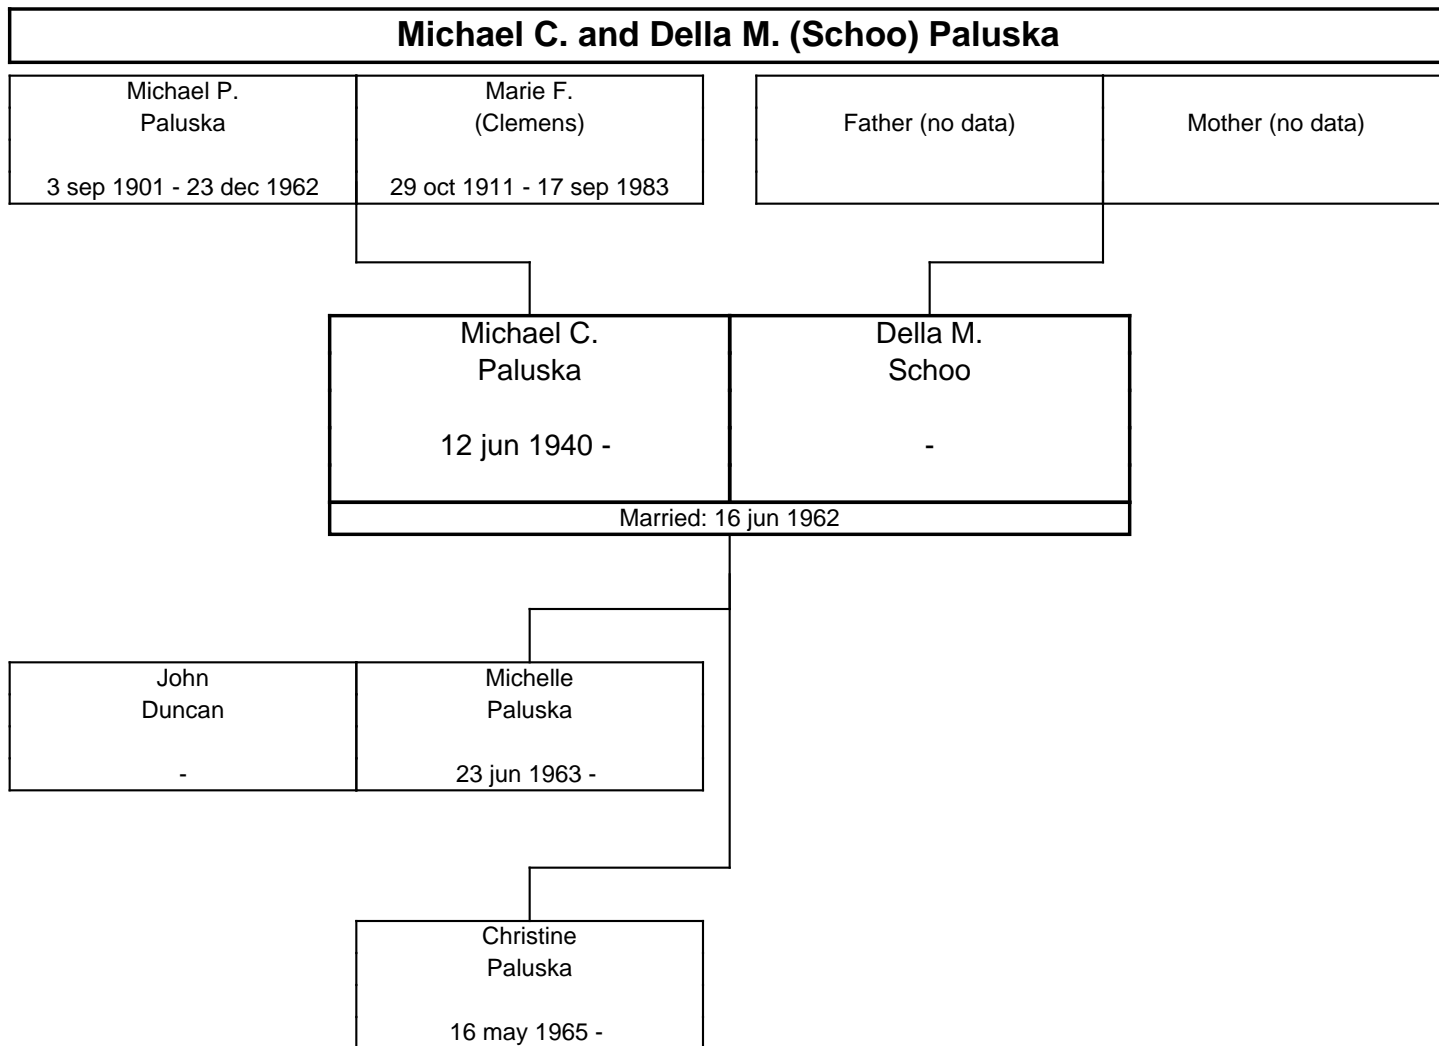 Michael C. and Della M. (Schoo) Paluska
Michael P.
Paluska
3 sep 1901 - 23 dec 1962
Marie F.
(Clemens)
29 oct 1911 - 17 sep 1983
Father (no data)
Mother (no data)
Michael C.
Paluska
12 jun 1940 -
Della M.
Schoo
-
Married: 16 jun 1962
John
Duncan
-
Michelle
Paluska
23 jun 1963 -
Christine
Paluska
16 may 1965 -